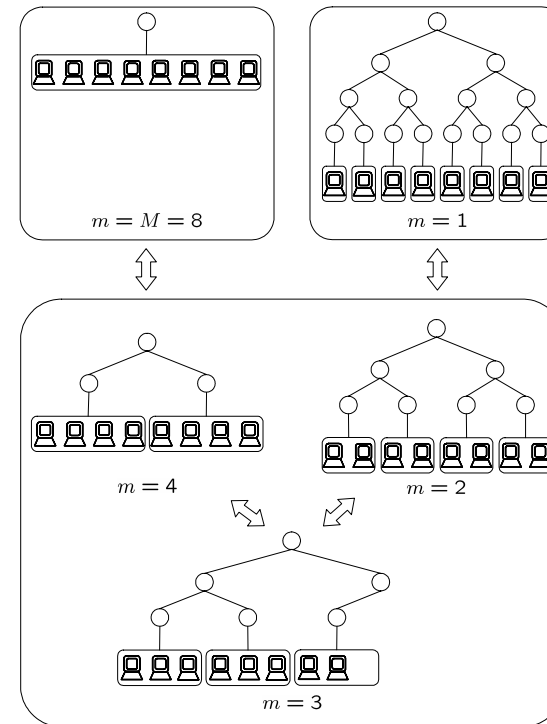 m = M = 8
m = 1
m = 4
m = 2
m = 3